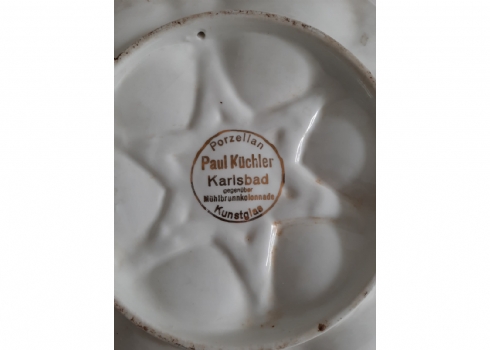 Porzellan
Paul Küchler
Karlsbad
gegenüber
Mühlbrunnkolonnade
Kunstglas